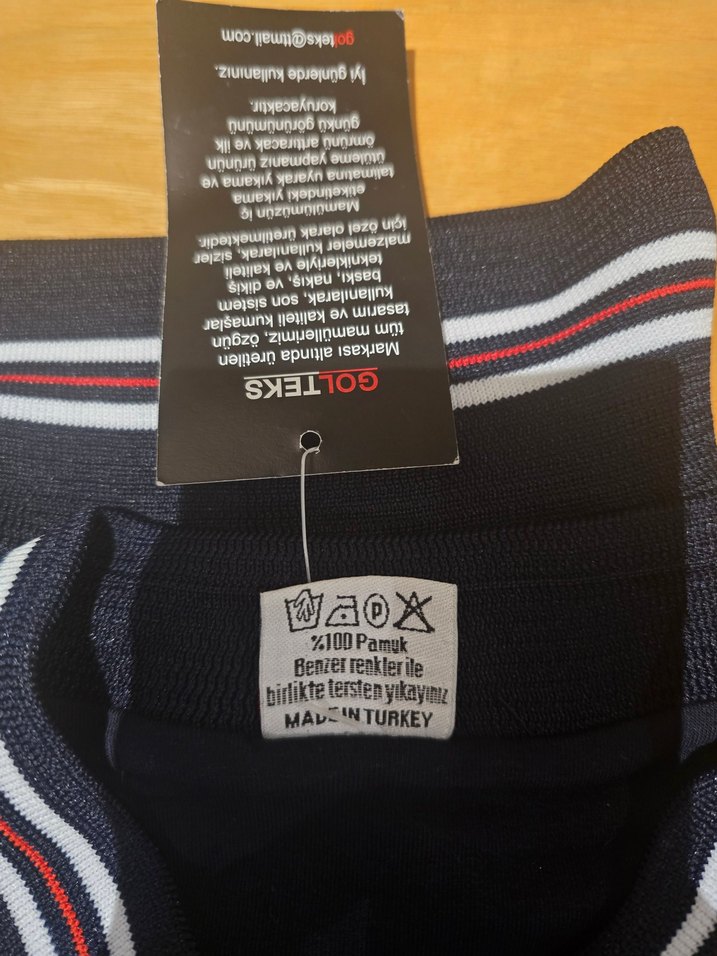 GOLTEKS
Markası altında üretilen
tüm mamüllerimiz, özgün
tasarım ve kaliteli kumaşlar
kullanılarak, son sistem
baskı, nakış, ve dikiş
teknikleriyle ve kaliteli
malzemeler kullanılarak, sizler
için özel olarak üretilmektedir.
Mamülümüzün iç
etiketindeki yıkama
talimatına uyarak yıkama ve
ütüleme yapmanız ürünün
ömrünü arttıracak ve ilk
günkü görünümünü
koruyacaktır.
İyi günlerde kullanınız.
golteks@ttmail.com
P
%100 Pamuk
Benzer renkler ile
birlikte tersten yıkayınız
MADE IN TURKEY